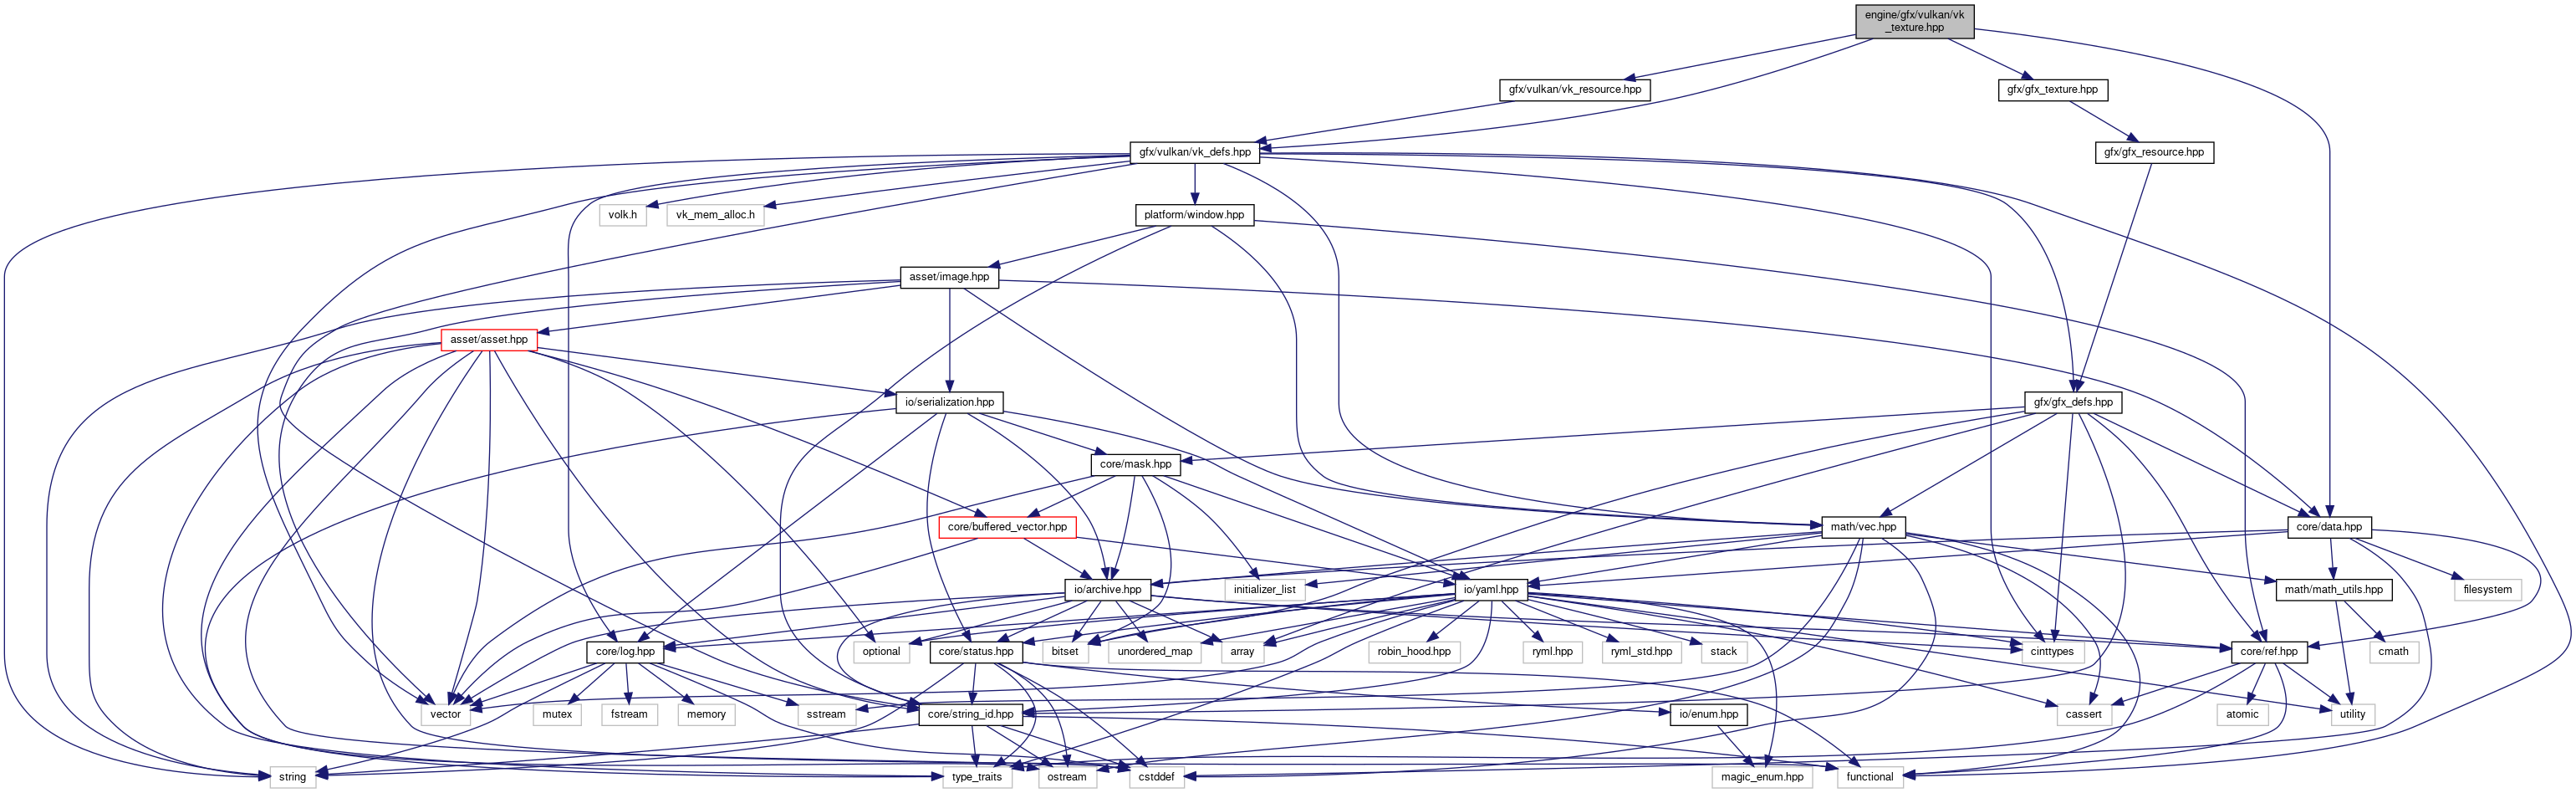 engine/gfx/vulkan/vk
_texture.hpp
gfx/vulkan/vk_resource.hpp
gfx/gfx_texture.hpp
gfx/vulkan/vk_defs.hpp
gfx/gfx_resource.hpp
volk.h
vk_mem_alloc.h
platform/window.hpp
asset/image.hpp
asset/asset.hpp
io/serialization.hpp
gfx/gfx_defs.hpp
core/mask.hpp
core/buffered_vector.hpp
math/vec.hpp
core/data.hpp
io/archive.hpp
initializer_list
io/yaml.hpp
math/math_utils.hpp
filesystem
core/log.hpp
optional
core/status.hpp
bitset
unordered_map
array
robin_hood.hpp
ryml.hpp
ryml_std.hpp
stack
cinttypes
core/ref.hpp
cmath
vector
mutex
fstream
memory
sstream
core/string_id.hpp
io/enum.hpp
cassert
atomic
utility
string
type_traits
ostream
cstddef
magic_enum.hpp
functional